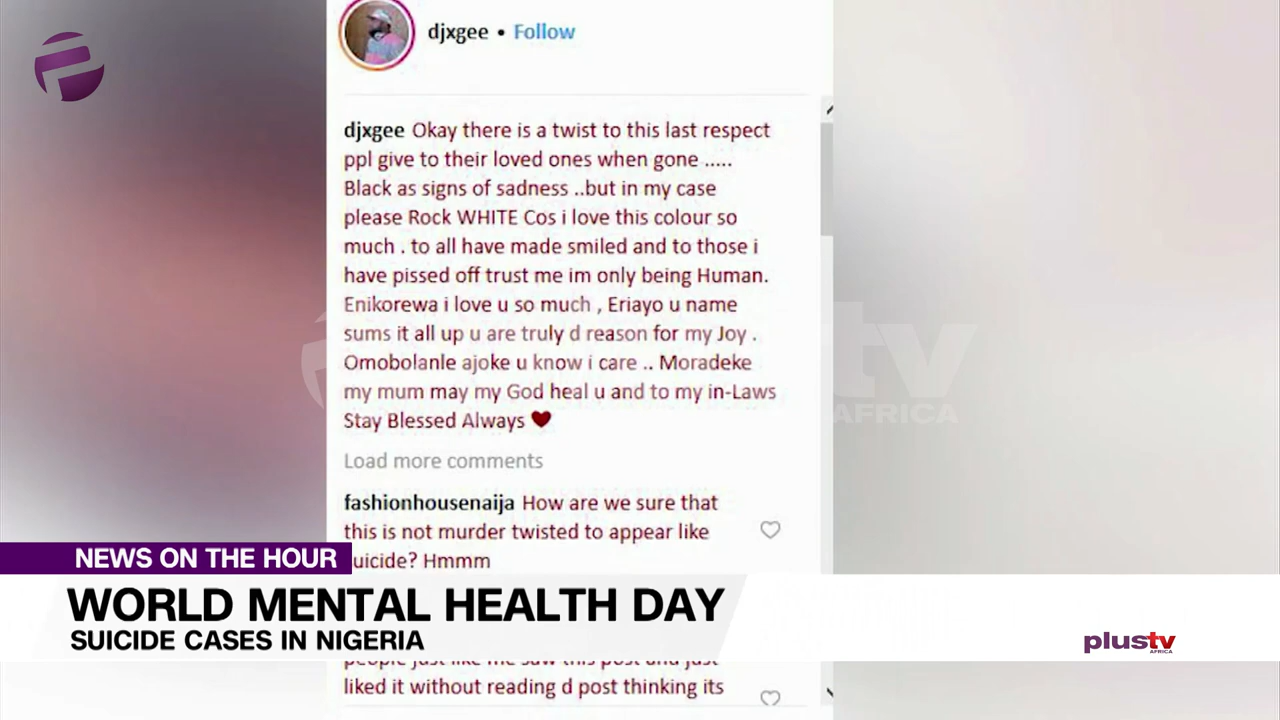 djxgee • Follow
djxgee Okay there is a twist to this last respect
ppl give to their loved ones when gone .....
Black as signs of sadness ..but in my case
please Rock WHITE Cos i love this colour so
much . to all have made smiled and to those i
have pissed off trust me im only being Human.
Enikorewa i love u so much , Eriayo u name
sums it all up u are truly d reason for my Joy .
Omobolanle ajoke u know i care .. Moradeke
my mum may my God heal u and to my in-Laws
Stay Blessed Always ❤
Load more comments
fashionhousenaija How are we sure that
this is not murder twisted to appear like
suicide? Hmmm
tv
AFRICA
NEWS ON THE HOUR
WORLD MENTAL HEALTH DAY
SUICIDE CASES IN NIGERIA
plustv
AFRICA
people just like me saw this post and just
liked it without reading d post thinking its